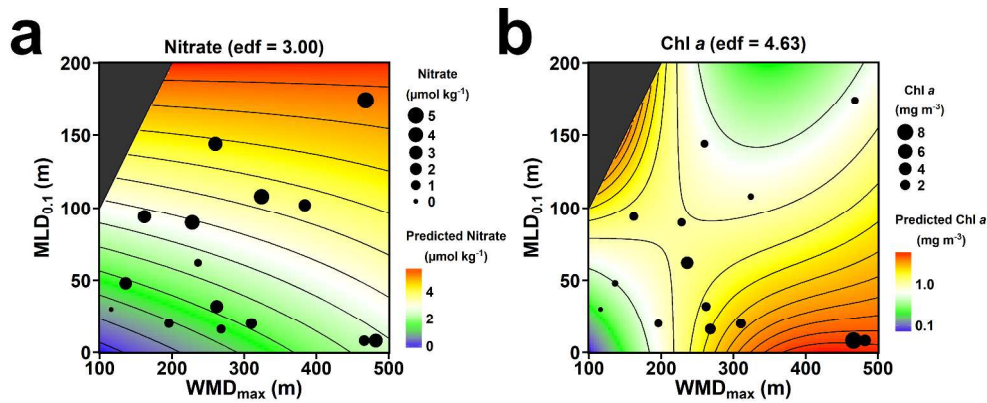 a
Nitrate (edf = 3.00)
200
150
100
50
0
MLD0.1 (m)
100
200
300
400
500
WMDmax (m)
Nitrate
(µmol kg-1)
5
4
3
2
1
0
Predicted Nitrate
(µmol kg-1)
4
2
0
b
Chl a (edf = 4.63)
200
150
100
50
0
MLD0.1 (m)
100
200
300
400
500
WMDmax (m)
Chl a
(mg m-3)
8
6
4
2
Predicted Chl a
(mg m-3)
1.0
0.1